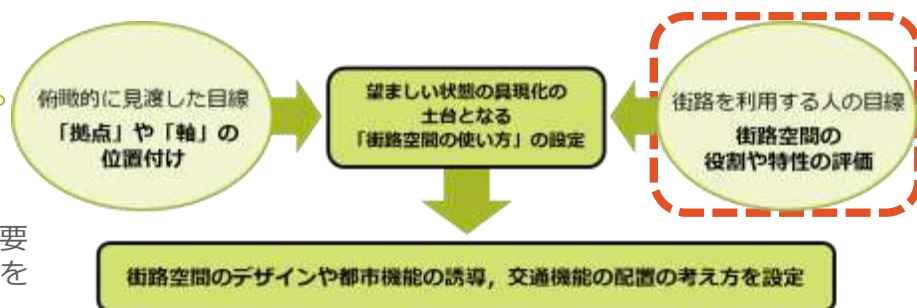 俯瞰的に見渡した目線
「拠点」や「軸」の
位置付け
望ましい状態の具現化の
土台となる
「街路空間の使い方」の設定
街路を利用する人の目線
街路空間の
役割や特性の評価
要
を
街路空間のデザインや都市機能の誘導，交通機能の配置の考え方を設定